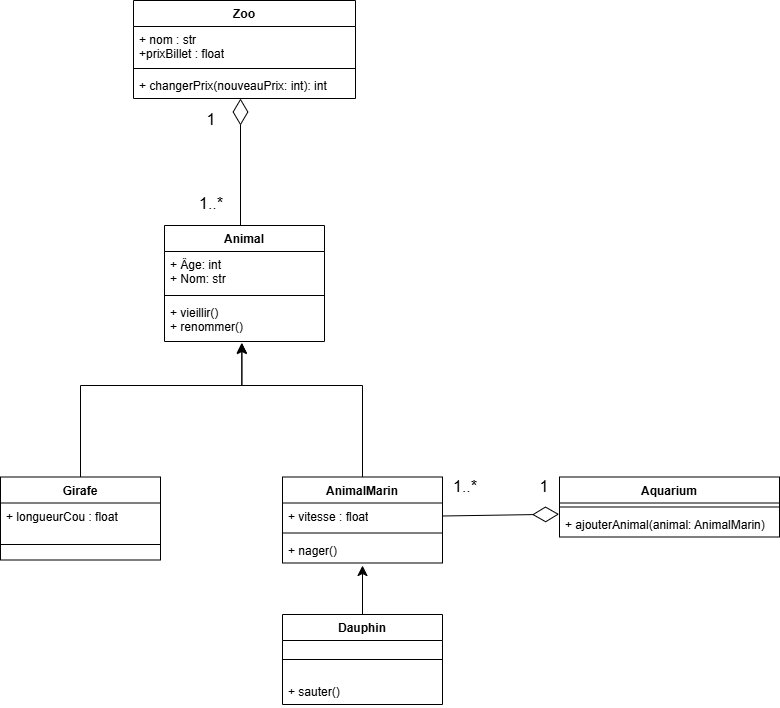 Zoo
+ nom : str
+prixBillet : float
+ changerPrix(nouveauPrix: int): int
1
1..*
Animal
+ Äge: int
+ Nom: str
+ vieillir()
+ renommer()
Girafe
+ longueurCou : float
AnimalMarin
+ vitesse : float
+ nager()
1..*
1
Aquarium
+ ajouterAnimal(animal: AnimalMarin)
Dauphin
+ sauter()